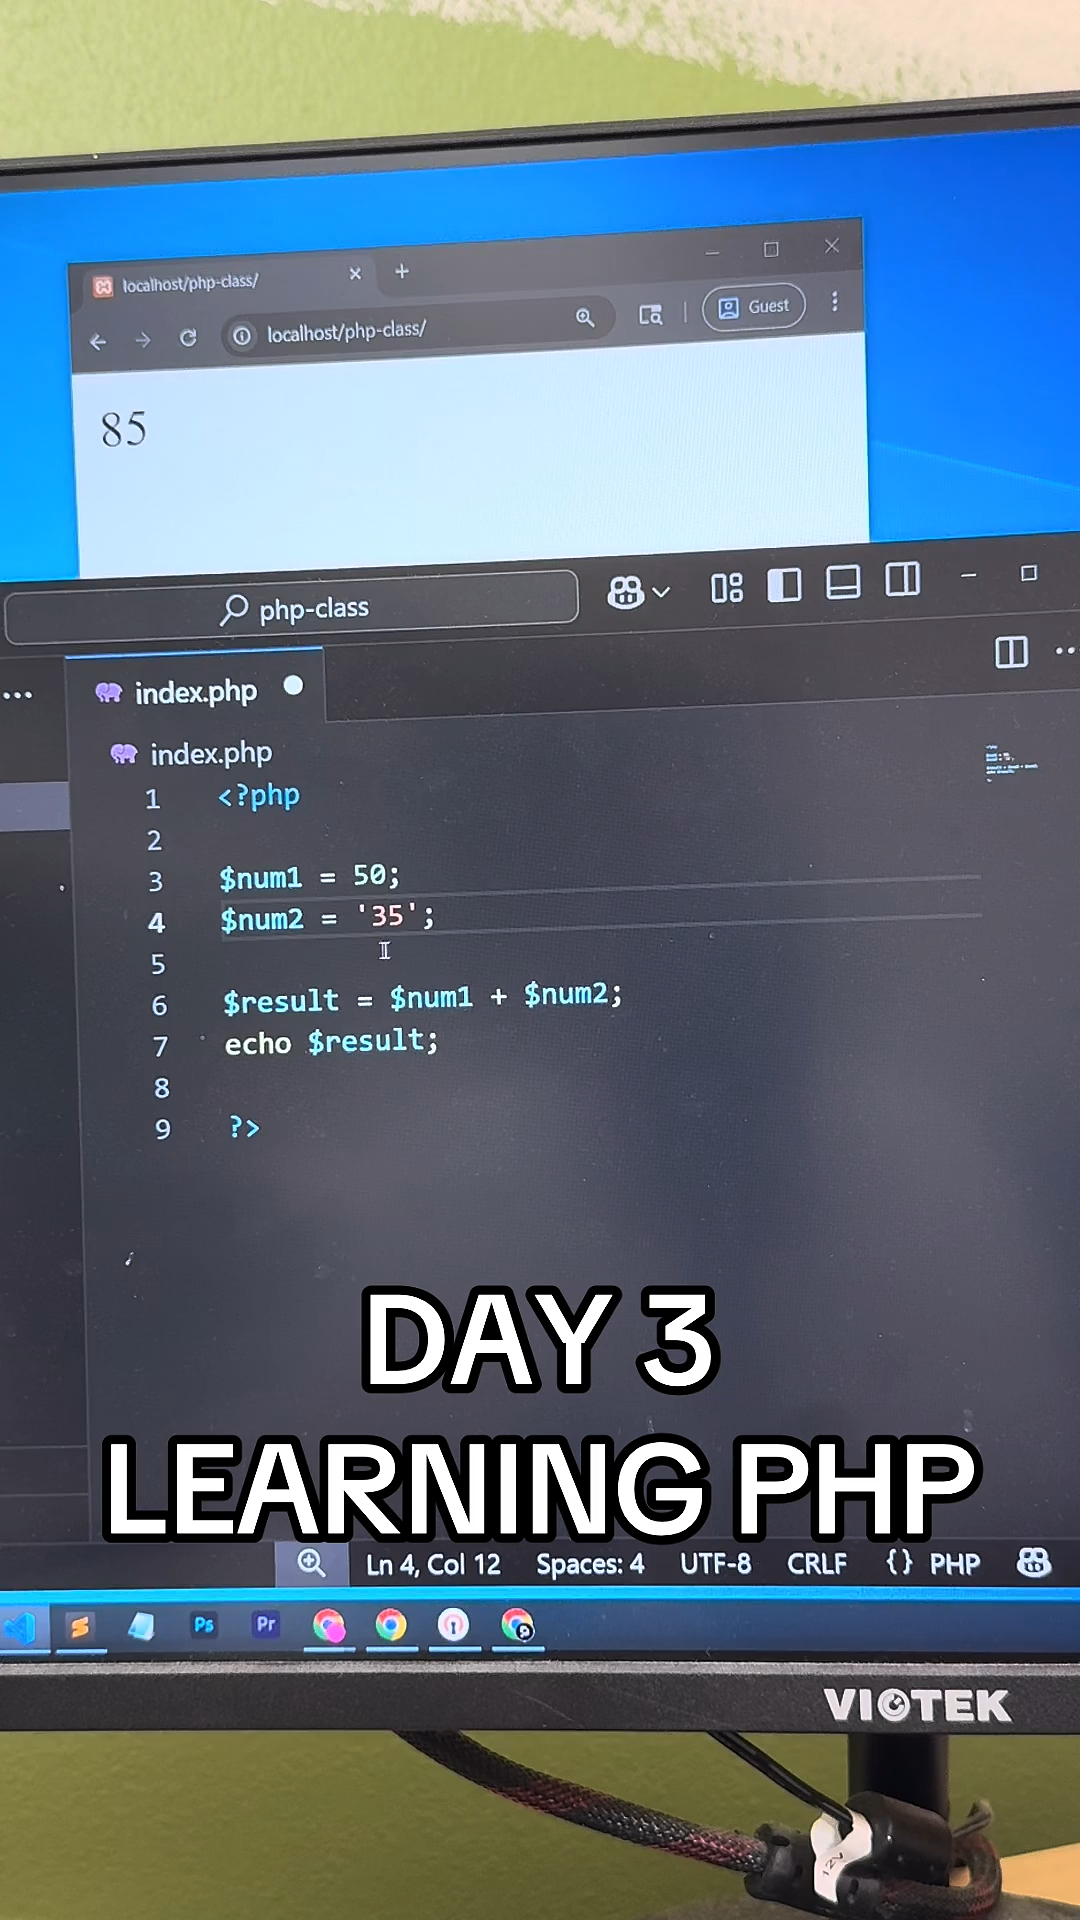 localhost/php-class/
localhost/php-class/
Guest
85
php-class
index.php
index.php
1 <?php
2
3 $num1 = 50;
4 $num2 = '35';
5
6 $result = $num1 + $num2;
7 echo $result;
8
9 ?>
DAY 3
LEARNING PHP
Ln 4, Col 12 Spaces: 4 UTF-8 CRLF {} PHP
Ps Pr
VIOTEK
12V